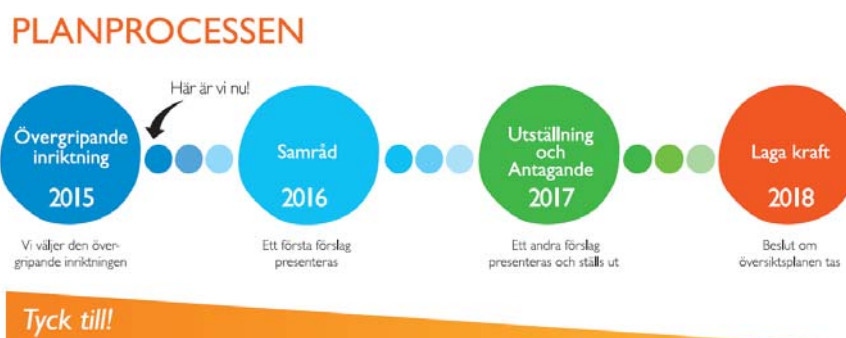 PLANPROCESSEN
Här är vi nu!
Övergripande
inriktning
2015
Samråd
2016
Utställning
och
Antagande
2017
Laga kraft
2018
Vi väljer den över-
gripande inriktningen
Ett första förslag
presenteras
Ett andra förslag
presenteras och ställs ut
Beslut om
översiktsplanen tas
Tyck till!